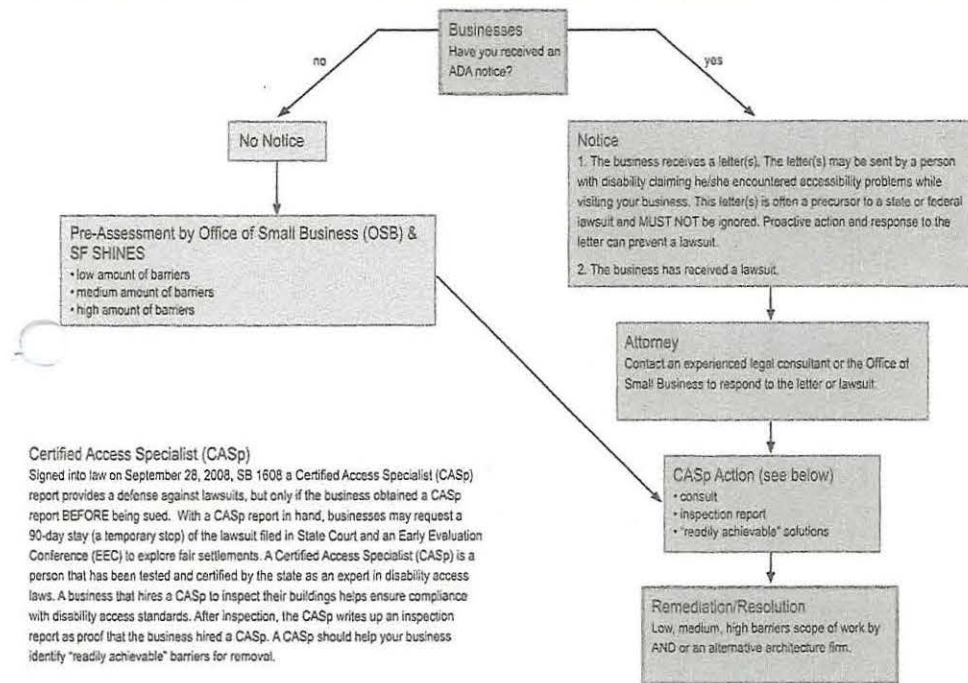 Businesses
Have you received an
ADA notice?
no
yes
No Notice
Notice
1. The business receives a letter(s). The letter(s) may be sent by a person
with disability claiming he/she encountered accessibility problems while
visiting your business. This letter(s) is often a precursor to a state or federal
lawsuit and MUST NOT be ignored. Proactive action and response to the
letter can prevent a lawsuit.
2. The business has received a lawsuit.
Pre-Assessment by Office of Small Business (OSB) &
SF SHINES
• low amount of barriers
• medium amount of barriers
• high amount of barriers
Attorney
Contact an experienced legal consultant or the Office of
Small Business to respond to the letter or lawsuit.
Certified Access Specialist (CASp)
Signed into law on September 28, 2008, SB 1608 a Certified Access Specialist (CASp)
report provides a defense against lawsuits, but only if the business obtained a CASp
report BEFORE being sued. With a CASp report in hand, businesses may request a
90-day stay (a temporary stop) of the lawsuit filed in State Court and an Early Evaluation
Conference (EEC) to explore fair settlements. A Certified Access Specialist (CASp) is a
person that has been tested and certified by the state as an expert in disability access
laws. A business that hires a CASp to inspect their buildings helps ensure compliance
with disability access standards. After inspection, the CASp writes up an inspection
report as proof that the business hired a CASp. A CASp should help your business
identify "readily achievable" barriers for removal.
CASp Action (see below)
• consult
• inspection report
• "readily achievable" solutions
Remediation/Resolution
Low, medium, high barriers scope of work by
AND or an alternative architecture firm.